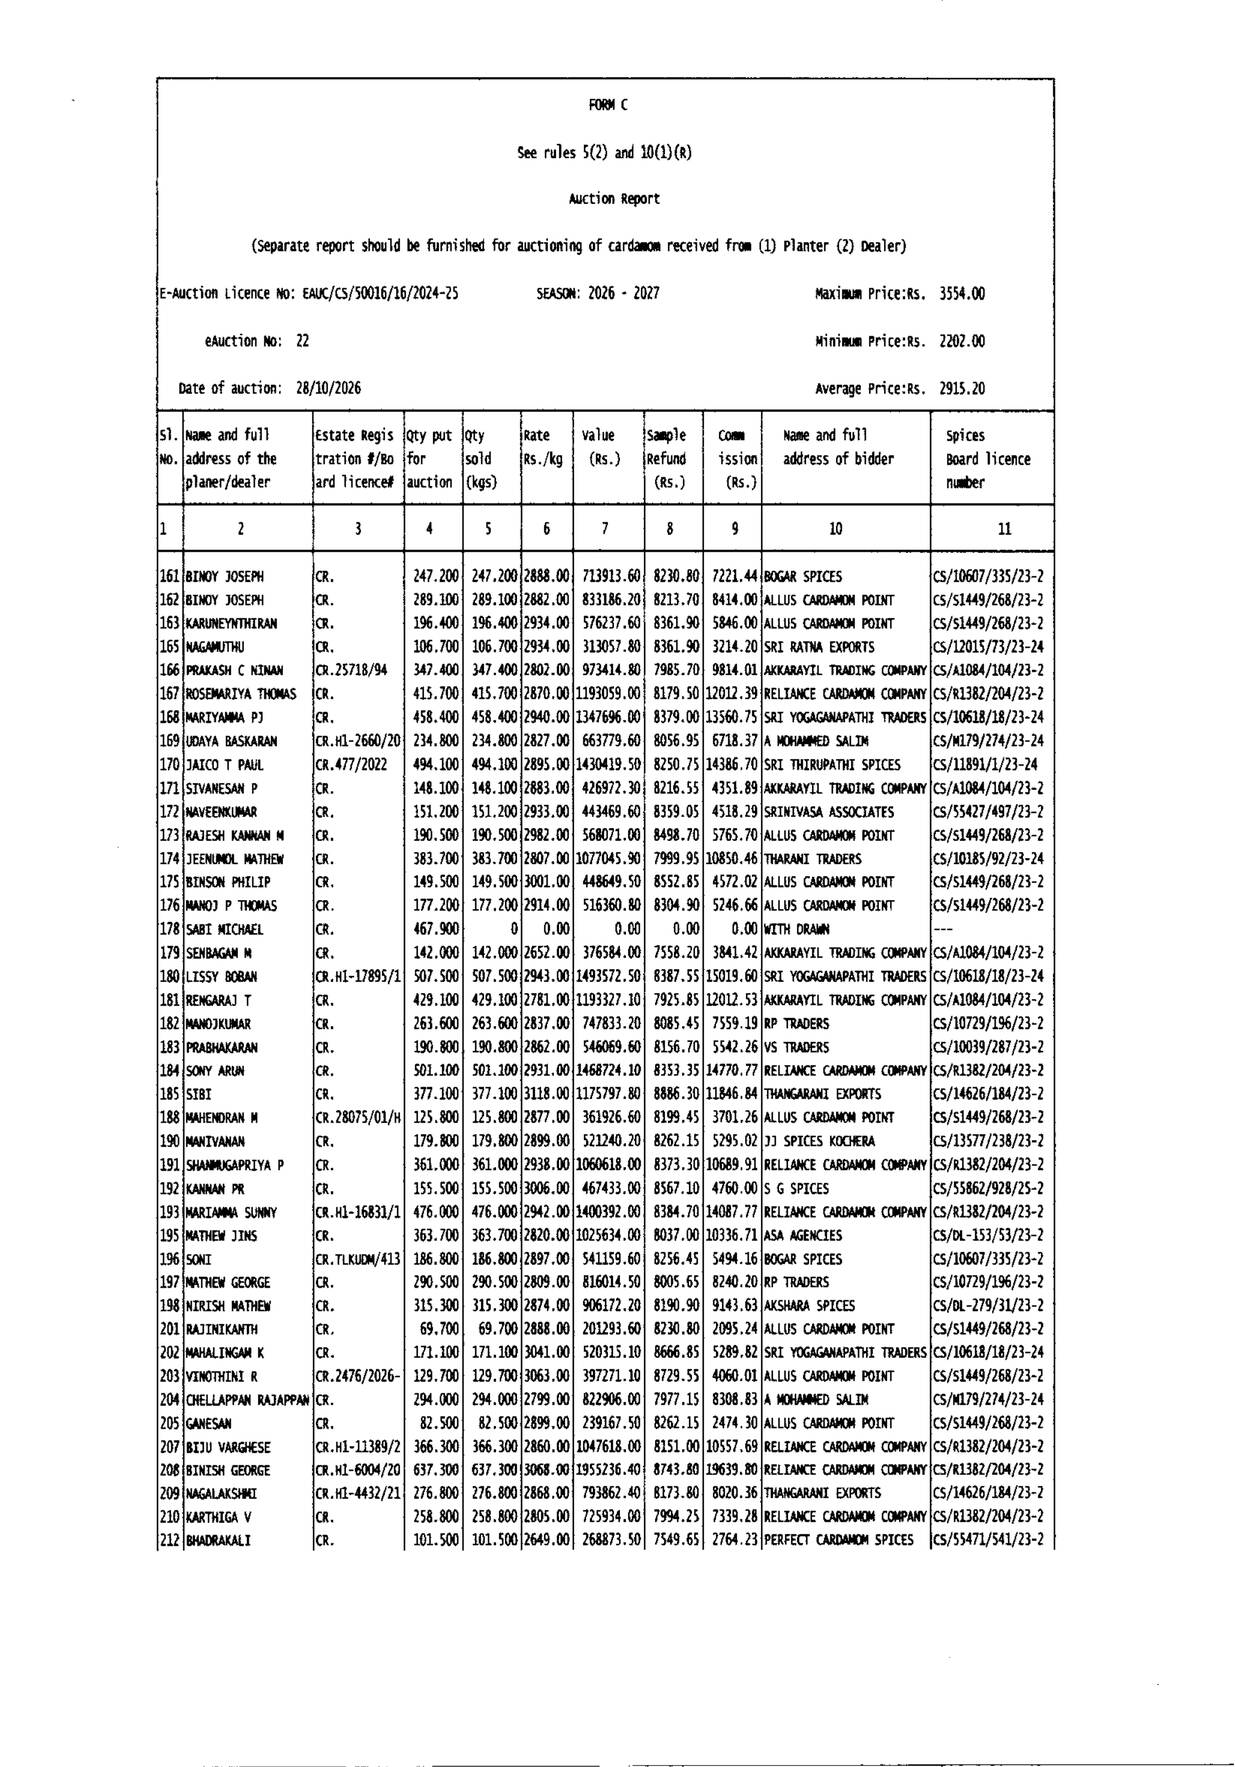 FORM C
See rules 5(2) and 10(1)(R)
Auction Report
(Separate report should be furnished for auctioning of cardamom received from (1) Planter (2) Dealer)
E-Auction Licence No: EAUC/CS/50016/16/2024-25 SEASON: 2026 - 2027 Maximum Price:Rs. 3554.00
eAuction No: 22 Minimum Price:Rs. 2202.00
Date of auction: 28/10/2026 Average Price:Rs. 2915.20
Sl. Name and full Estate Regis Qty put Qty Rate Value Sample Comm Name and full Spices
No. address of the tration #/Bo for sold Rs./kg (Rs.) Refund ission address of bidder Board licence
planer/dealer ard licence# auction (kgs) (Rs.) (Rs.) number
1 2 3 4 5 6 7 8 9 10 11
161 BINOY JOSEPH CR. 247.200 247.200 2888.00 713913.60 8230.80 7221.44 BOGAR SPICES CS/10607/335/23-2
162 BINOY JOSEPH CR. 289.100 289.100 2882.00 833186.20 8213.70 8414.00 ALLUS CARDAMOM POINT CS/S1449/268/23-2
163 KARUNEYNTHIRAN CR. 196.400 196.400 2934.00 576237.60 8361.90 5846.00 ALLUS CARDAMOM POINT CS/S1449/268/23-2
165 NAGAMUTHU CR. 106.700 106.700 2934.00 313057.80 8361.90 3214.20 SRI RATNA EXPORTS CS/12015/73/23-24
166 PRAKASH C NINAN CR.25718/94 347.400 347.400 2802.00 973414.80 7985.70 9814.01 AKKARAYIL TRADING COMPANY CS/A1084/104/23-2
167 ROSEMARIYA THOMAS CR. 415.700 415.700 2870.00 1193059.00 8179.50 12012.39 RELIANCE CARDAMOM COMPANY CS/R1382/204/23-2
168 MARIYAMMA PJ CR. 458.400 458.400 2940.00 1347696.00 8379.00 13560.75 SRI YOGAGANAPATHI TRADERS CS/10618/18/23-24
169 UDAYA BASKARAN CR.H1-2660/20 234.800 234.800 2827.00 663779.60 8056.95 6718.37 A MOHAMMED SALIM CS/M179/274/23-24
170 JAICO T PAUL CR.477/2022 494.100 494.100 2895.00 1430419.50 8250.75 14386.70 SRI THIRUPATHI SPICES CS/11891/1/23-24
171 SIVANESAN P CR. 148.100 148.100 2883.00 426972.30 8216.55 4351.89 AKKARAYIL TRADING COMPANY CS/A1084/104/23-2
172 NAVEENKUMAR CR. 151.200 151.200 2933.00 443469.60 8359.05 4518.29 SRINIVASA ASSOCIATES CS/55427/497/23-2
173 RAJESH KANNAN M CR. 190.500 190.500 2982.00 568071.00 8498.70 5765.70 ALLUS CARDAMOM POINT CS/S1449/268/23-2
174 JEENUMOL MATHEW CR. 383.700 383.700 2807.00 1077045.90 7999.95 10850.46 THARANI TRADERS CS/10185/92/23-24
175 BINSON PHILIP CR. 149.500 149.500 3001.00 448649.50 8552.85 4572.02 ALLUS CARDAMOM POINT CS/S1449/268/23-2
176 MANOJ P THOMAS CR. 177.200 177.200 2914.00 516360.80 8304.90 5246.66 ALLUS CARDAMOM POINT CS/S1449/268/23-2
178 SABI MICHAEL CR. 467.900 0 0.00 0.00 0.00 0.00 WITH DRAWN ---
179 SENBAGAM M CR. 142.000 142.000 2652.00 376584.00 7558.20 3841.42 AKKARAYIL TRADING COMPANY CS/A1084/104/23-2
180 LISSY BOBAN CR.H1-17895/1 507.500 507.500 2943.00 1493572.50 8387.55 15019.60 SRI YOGAGANAPATHI TRADERS CS/10618/18/23-24
181 RENGARAJ T CR. 429.100 429.100 2781.00 1193327.10 7925.85 12012.53 AKKARAYIL TRADING COMPANY CS/A1084/104/23-2
182 MANOJKUMAR CR. 263.600 263.600 2837.00 747833.20 8085.45 7559.19 RP TRADERS CS/10729/196/23-2
183 PRABHAKARAN CR. 190.800 190.800 2862.00 546069.60 8156.70 5542.26 VS TRADERS CS/10039/287/23-2
184 SONY ARUN CR. 501.100 501.100 2931.00 1468724.10 8353.35 14770.77 RELIANCE CARDAMOM COMPANY CS/R1382/204/23-2
185 SIBI CR. 377.100 377.100 3118.00 1175797.80 8886.30 11846.84 THANGARANI EXPORTS CS/14626/184/23-2
188 MAHENDRAN M CR.28075/01/H 125.800 125.800 2877.00 361926.60 8199.45 3701.26 ALLUS CARDAMOM POINT CS/S1449/268/23-2
190 MANIVANAN CR. 179.800 179.800 2899.00 521240.20 8262.15 5295.02 JJ SPICES KOCHERA CS/13577/238/23-2
191 SHANMUGAPRIYA P CR. 361.000 361.000 2938.00 1060618.00 8373.30 10689.91 RELIANCE CARDAMOM COMPANY CS/R1382/204/23-2
192 KANNAN PR CR. 155.500 155.500 3006.00 467433.00 8567.10 4760.00 S G SPICES CS/55862/928/25-2
193 MARIAMMA SUNNY CR.H1-16831/1 476.000 476.000 2942.00 1400392.00 8384.70 14087.77 RELIANCE CARDAMOM COMPANY CS/R1382/204/23-2
195 MATHEW JINS CR. 363.700 363.700 2820.00 1025634.00 8037.00 10336.71 ASA AGENCIES CS/DL-153/53/23-2
196 SONI CR.TLKUDM/413 186.800 186.800 2897.00 541159.60 8256.45 5494.16 BOGAR SPICES CS/10607/335/23-2
197 MATHEW GEORGE CR. 290.500 290.500 2809.00 816014.50 8005.65 8240.20 RP TRADERS CS/10729/196/23-2
198 NIRISH MATHEW CR. 315.300 315.300 2874.00 906172.20 8190.90 9143.63 AKSHARA SPICES CS/DL-279/31/23-2
201 RAJINIKANTH CR. 69.700 69.700 2888.00 201293.60 8230.80 2095.24 ALLUS CARDAMOM POINT CS/S1449/268/23-2
202 MAHALINGAM K CR. 171.100 171.100 3041.00 520315.10 8666.85 5289.82 SRI YOGAGANAPATHI TRADERS CS/10618/18/23-24
203 VINOTHINI R CR.2476/2026- 129.700 129.700 3063.00 397271.10 8729.55 4060.01 ALLUS CARDAMOM POINT CS/S1449/268/23-2
204 CHELLAPPAN RAJAPPAN CR. 294.000 294.000 2799.00 822906.00 7977.15 8308.83 A MOHAMMED SALIM CS/M179/274/23-24
205 GANESAN CR. 82.500 82.500 2899.00 239167.50 8262.15 2474.30 ALLUS CARDAMOM POINT CS/S1449/268/23-2
207 BIJU VARGHESE CR.H1-11389/2 366.300 366.300 2860.00 1047618.00 8151.00 10557.69 RELIANCE CARDAMOM COMPANY CS/R1382/204/23-2
208 BINISH GEORGE CR.H1-6004/20 637.300 637.300 3068.00 1955236.40 8743.80 19639.80 RELIANCE CARDAMOM COMPANY CS/R1382/204/23-2
209 NAGALAKSHMI CR.H1-4432/21 276.800 276.800 2868.00 793862.40 8173.80 8020.36 THANGARANI EXPORTS CS/14626/184/23-2
210 KARTHIGA V CR. 258.800 258.800 2805.00 725934.00 7994.25 7339.28 RELIANCE CARDAMOM COMPANY CS/R1382/204/23-2
212 BHADRAKALI CR. 101.500 101.500 2649.00 268873.50 7549.65 2764.23 PERFECT CARDAMOM SPICES CS/55471/541/23-2